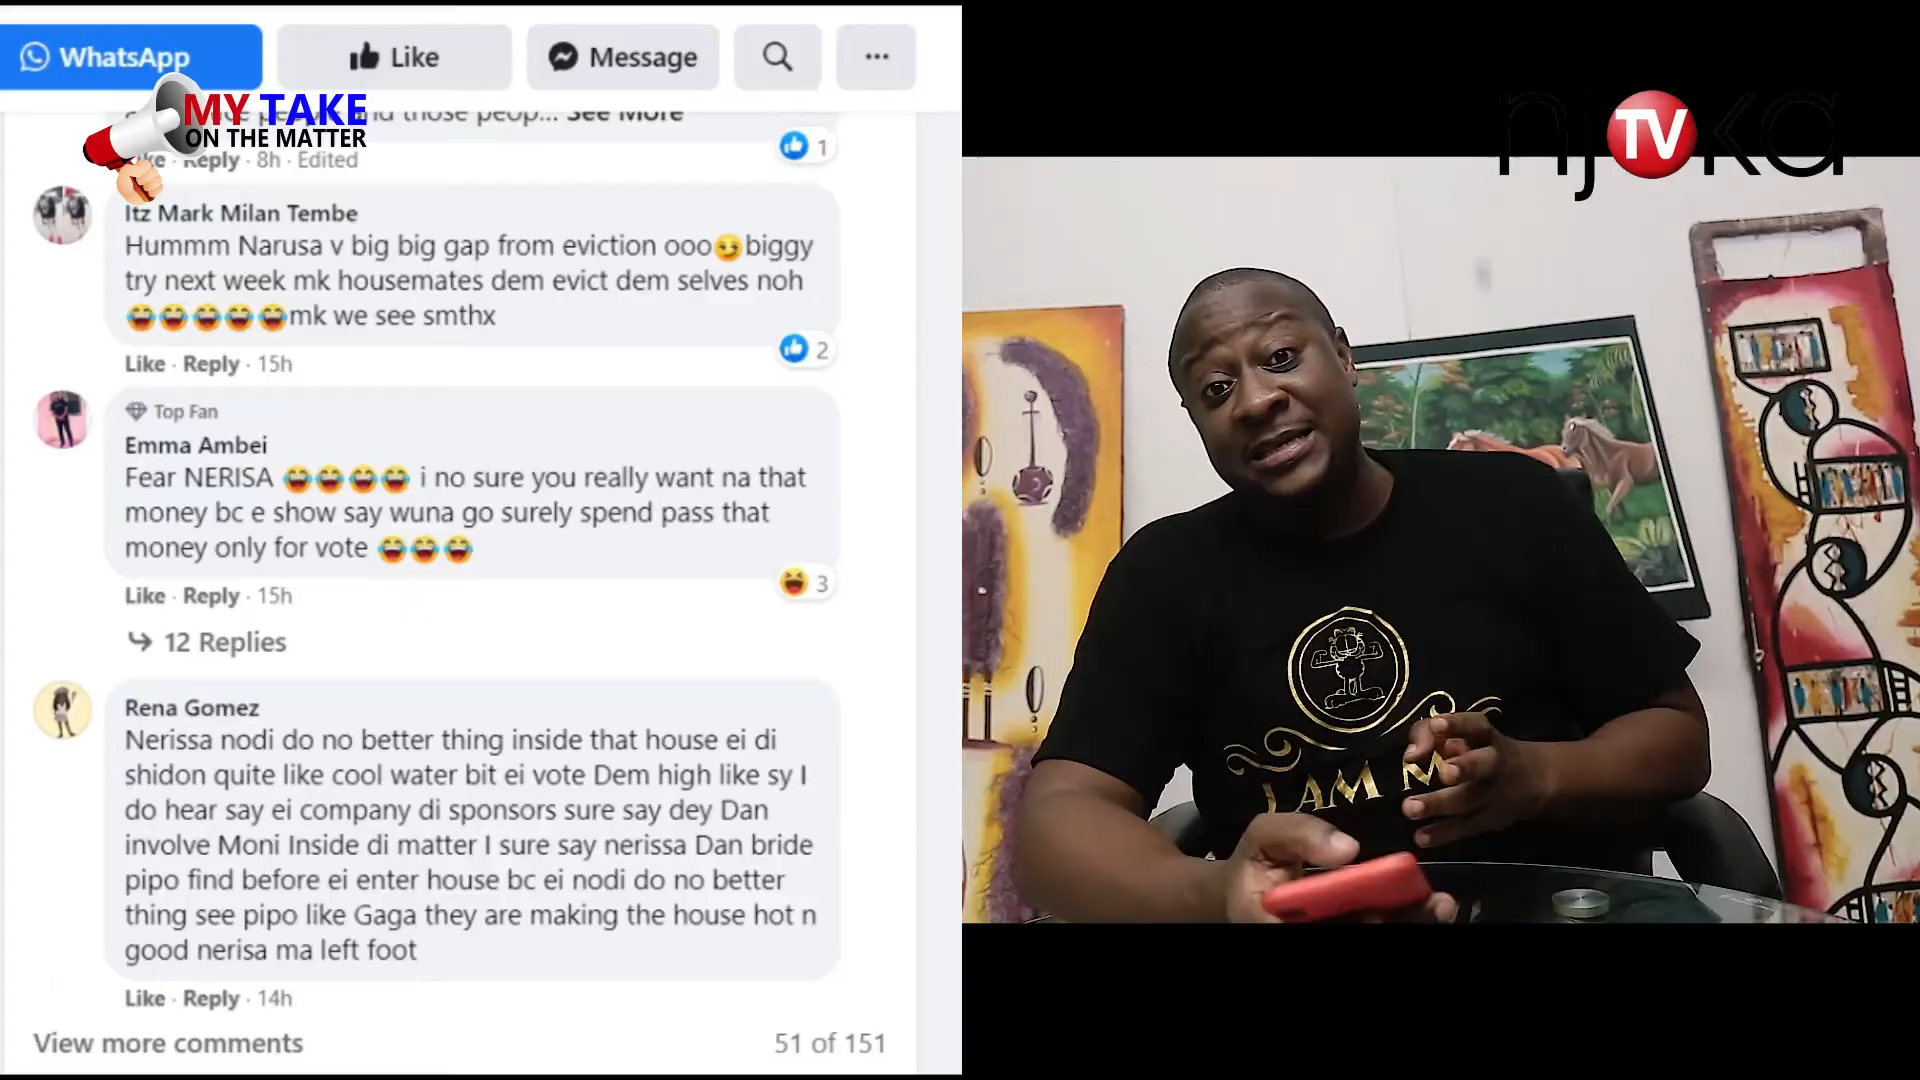 WhatsApp
Like
Message
...
MY TAKE
ON THE MATTER
and those peop... See More
Like · Reply · 8h · Edited
1
Itz Mark Milan Tembe
Hummm Narusa v big big gap from eviction ooo😏biggy
try next week mk housemates dem evict dem selves noh
😂😂😂😂😂mk we see smthx
2
Like · Reply · 15h
Top Fan
Emma Ambei
Fear NERISA 😂😂😂😂 i no sure you really want na that
money bc e show say wuna go surely spend pass that
money only for vote 😂😂😂
3
Like · Reply · 15h
12 Replies
Rena Gomez
Nerissa nodi do no better thing inside that house ei di
shidon quite like cool water bit ei vote Dem high like sy I
do hear say ei company di sponsors sure say dey Dan
involve Moni Inside di matter I sure say nerissa Dan bride
pipo find before ei enter house bc ei nodi do no better
thing see pipo like Gaga they are making the house hot n
good nerisa ma left foot
Like · Reply · 14h
View more comments
51 of 151
njoka
TV
I AM M